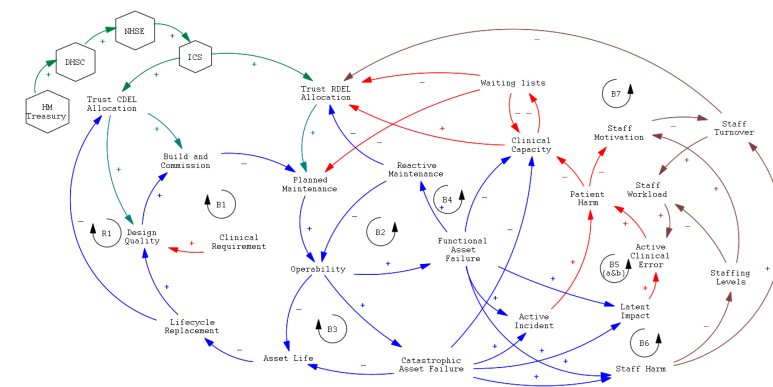 NHSE
DHSC
ICS
HM
Treasury
Trust CDEL
Allocation
Trust RDEL
Allocation
Waiting lists
B7
Staff
Motivation
Staff
Turnover
Clinical
Capacity
Build and
Commission
Reactive
Maintenance
Planned
Maintenance
Patient
Harm
Staff
Workload
B1
B4
R1
Design
Quality
Clinical
Requirement
B2
Functional
Asset
Failure
Active
Clinical
Error
Operability
B5
(a&b)
Staffing
Levels
Lifecycle
Replacement
B3
Active
Incident
Latent
Impact
B6
Asset Life
Catastrophic
Asset Failure
Staff Harm